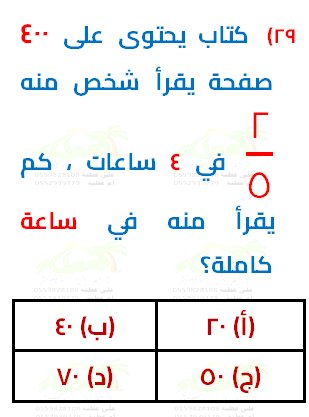 ٢٩) كتاب يحتوى على ٤٠٠
صفحة يقرأ شخص منه
٢
٥
في ٤ ساعات ، كم
يقرأ منه في ساعة
كاملة؟
(أ) ٢٠ (ب) ٤٠
(ج) ٥٠ (د) ٧٠